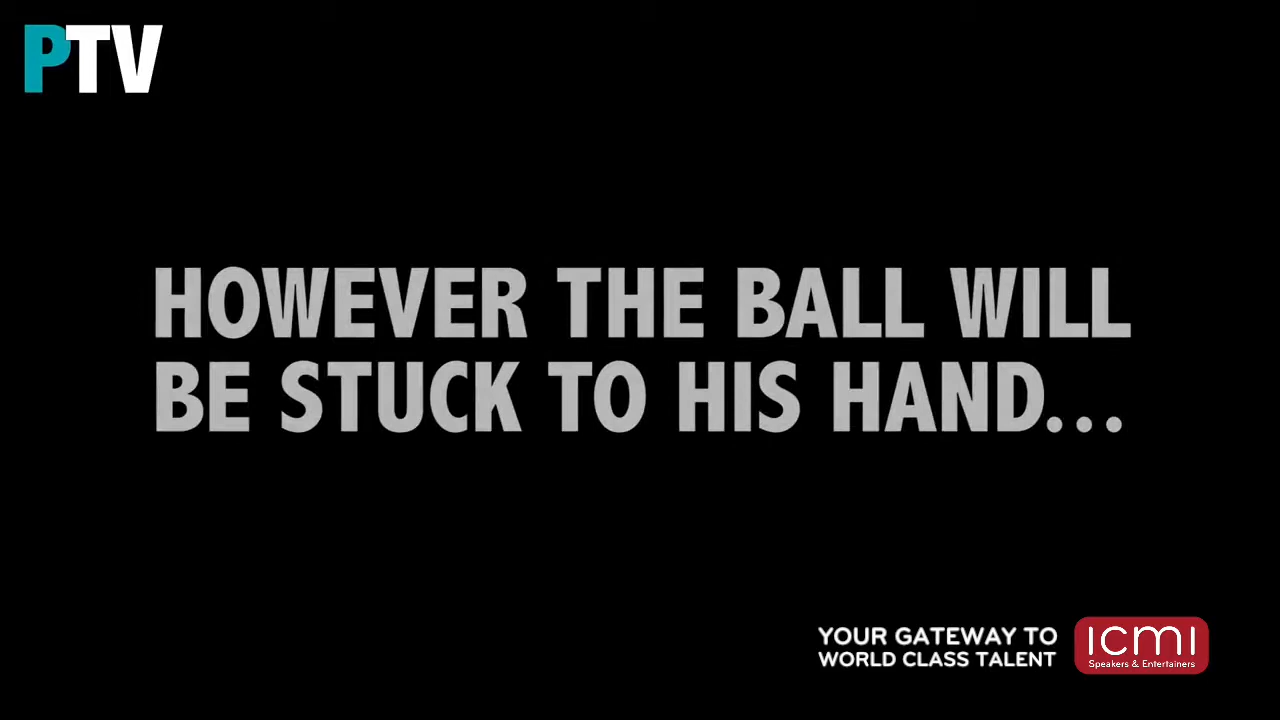 PTV
HOWEVER THE BALL WILL
BE STUCK TO HIS HAND...
YOUR GATEWAY TO
WORLD CLASS TALENT
ICMI
Speakers & Entertainers